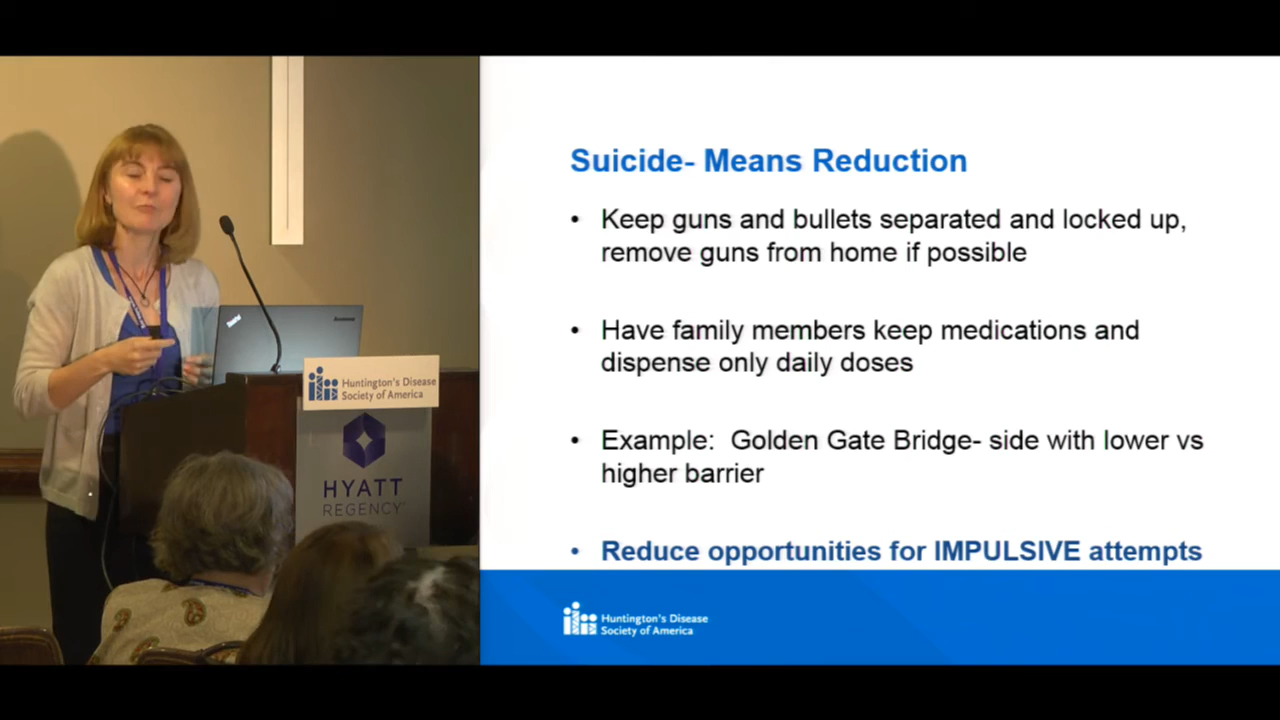 Suicide- Means Reduction
• Keep guns and bullets separated and locked up,
remove guns from home if possible
• Have family members keep medications and
dispense only daily doses
• Example:  Golden Gate Bridge- side with lower vs
higher barrier
• Reduce opportunities for IMPULSIVE attempts
Huntington's Disease
Society of America
ThinkPad
lenovo
Huntington's Disease
Society of America
HYATT
REGENCY